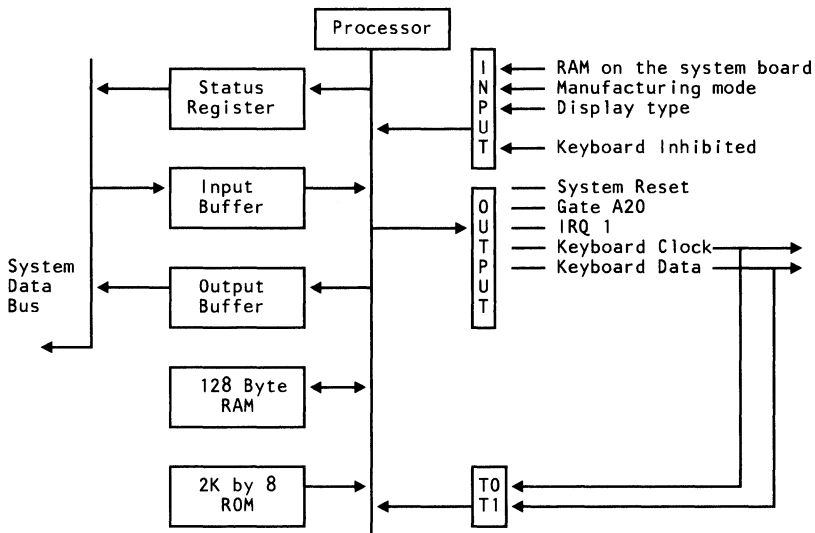 Processor
Status
Register
Input
Buffer
System
Data
Bus
Output
Buffer
128 Byte
RAM
2K by 8
ROM
I
N
P
U
T
RAM on the system board
Manufacturing mode
Display type
Keyboard Inhibited
O
U
T
P
U
T
System Reset
Gate A20
IRQ 1
Keyboard Clock
Keyboard Data
T0
T1